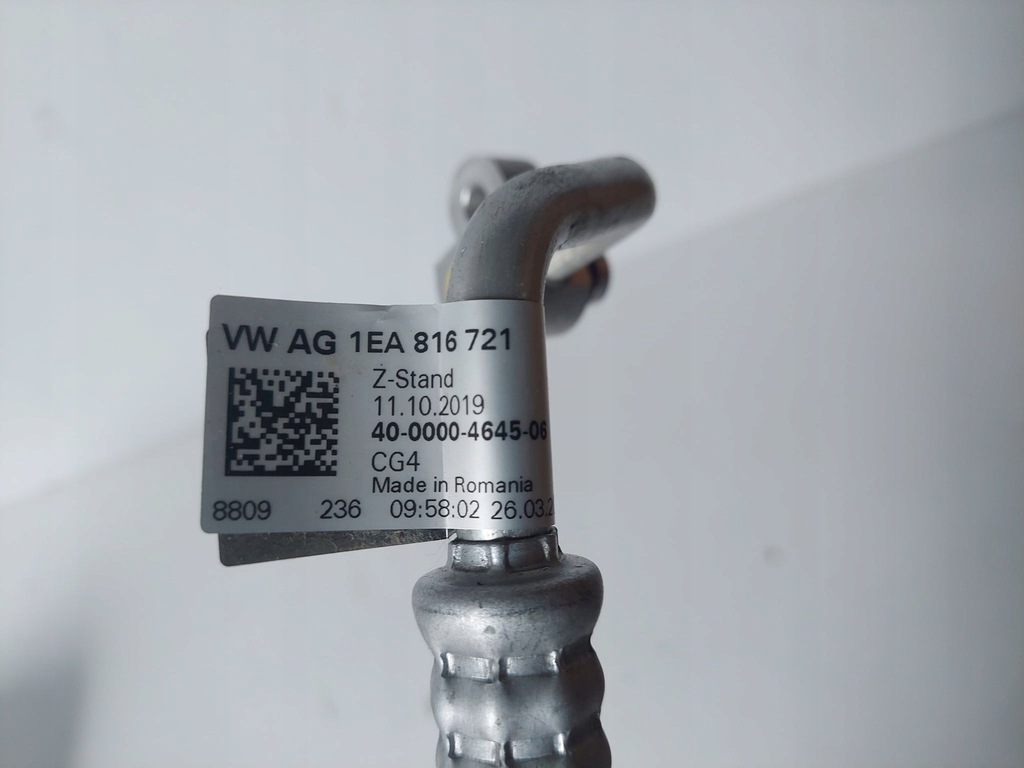 VW AG 1EA 816 721
Z-Stand
11.10.2019
40-0000-4645-06
CG4
Made in Romania
8809 236 09:58:02 26.03.2